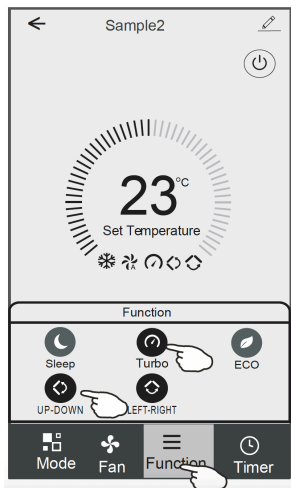 Sample2
23°C
Set Temperature
A
Function
Sleep Turbo ECO
UP-DOWN LEFT-RIGHT
Mode Fan Function Timer